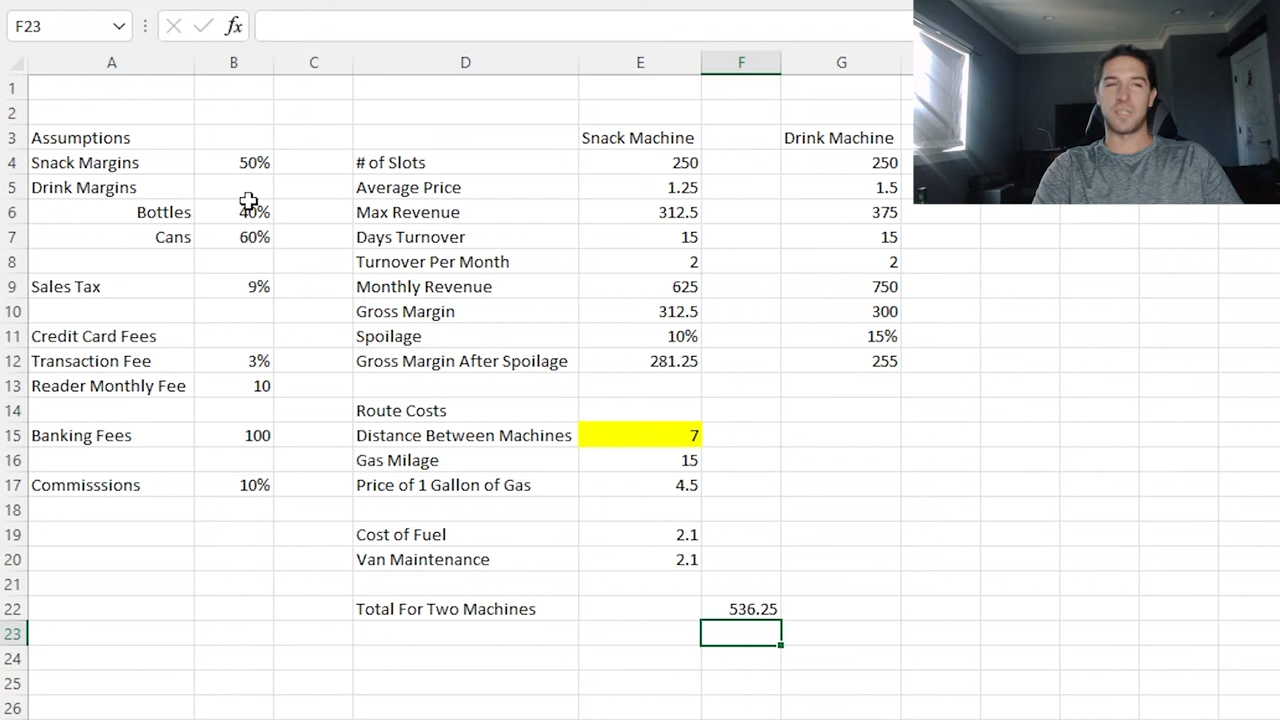 F23 fx
A B C D E F G
1
2
3 Assumptions Snack Machine Drink Machine
4 Snack Margins 50% # of Slots 250 250
5 Drink Margins Average Price 1.25 1.5
6 Bottles 40% Max Revenue 312.5 375
7 Cans 60% Days Turnover 15 15
8 Turnover Per Month 2 2
9 Sales Tax 9% Monthly Revenue 625 750
10 Gross Margin 312.5 300
11 Credit Card Fees Spoilage 10% 15%
12 Transaction Fee 3% Gross Margin After Spoilage 281.25 255
13 Reader Monthly Fee 10
14 Route Costs
15 Banking Fees 100 Distance Between Machines 7
16 Gas Milage 15
17 Commisssions 10% Price of 1 Gallon of Gas 4.5
18
19 Cost of Fuel 2.1
20 Van Maintenance 2.1
21
22 Total For Two Machines 536.25
23
24
25
26